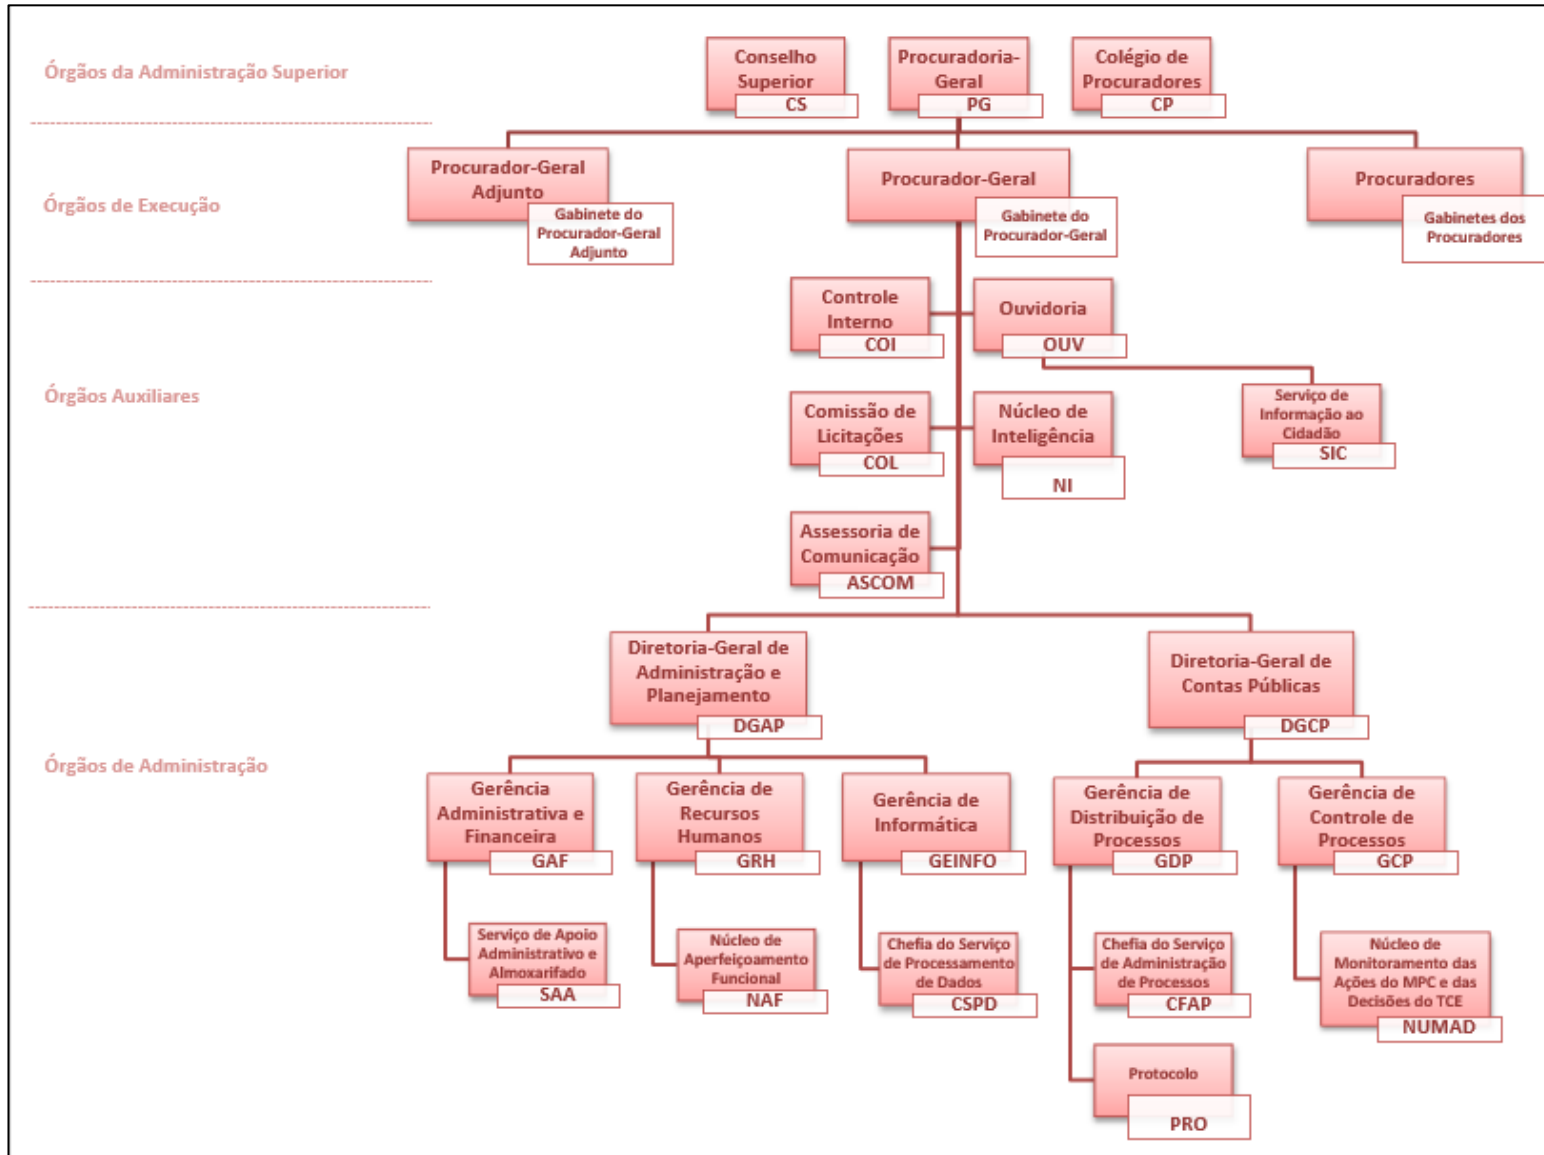 Órgãos da Administração Superior
Conselho
Superior
CS
Procuradoria-
Geral
PG
Colégio de
Procuradores
CP
Órgãos de Execução
Procurador-Geral
Adjunto
Gabinete do
Procurador-Geral
Adjunto
Procurador-Geral
Gabinete do
Procurador-Geral
Procuradores
Gabinetes dos
Procuradores
Órgãos Auxiliares
Controle
Interno
COI
Ouvidoria
OUV
Comissão de
Licitações
COL
Núcleo de
Inteligência
NI
Serviço de
Informação ao
Cidadão
SIC
Assessoria de
Comunicação
ASCOM
Órgãos de Administração
Diretoria-Geral de
Administração e
Planejamento
DGAP
Diretoria-Geral de
Contas Públicas
DGCP
Gerência
Administrativa e
Financeira
GAF
Gerência de
Recursos
Humanos
GRH
Gerência de
Informática
GEINFO
Gerência de
Distribuição de
Processos
GDP
Gerência de
Controle de
Processos
GCP
Serviço de Apoio
Administrativo e
Almoxarifado
SAA
Núcleo de
Aperfeiçoamento
Funcional
NAF
Chefia do Serviço
de Processamento
de Dados
CSPD
Chefia do Serviço
de Administração
de Processos
CFAP
Núcleo de
Monitoramento das
Ações do MPC e das
Decisões do TCE
NUMAD
Protocolo
PRO